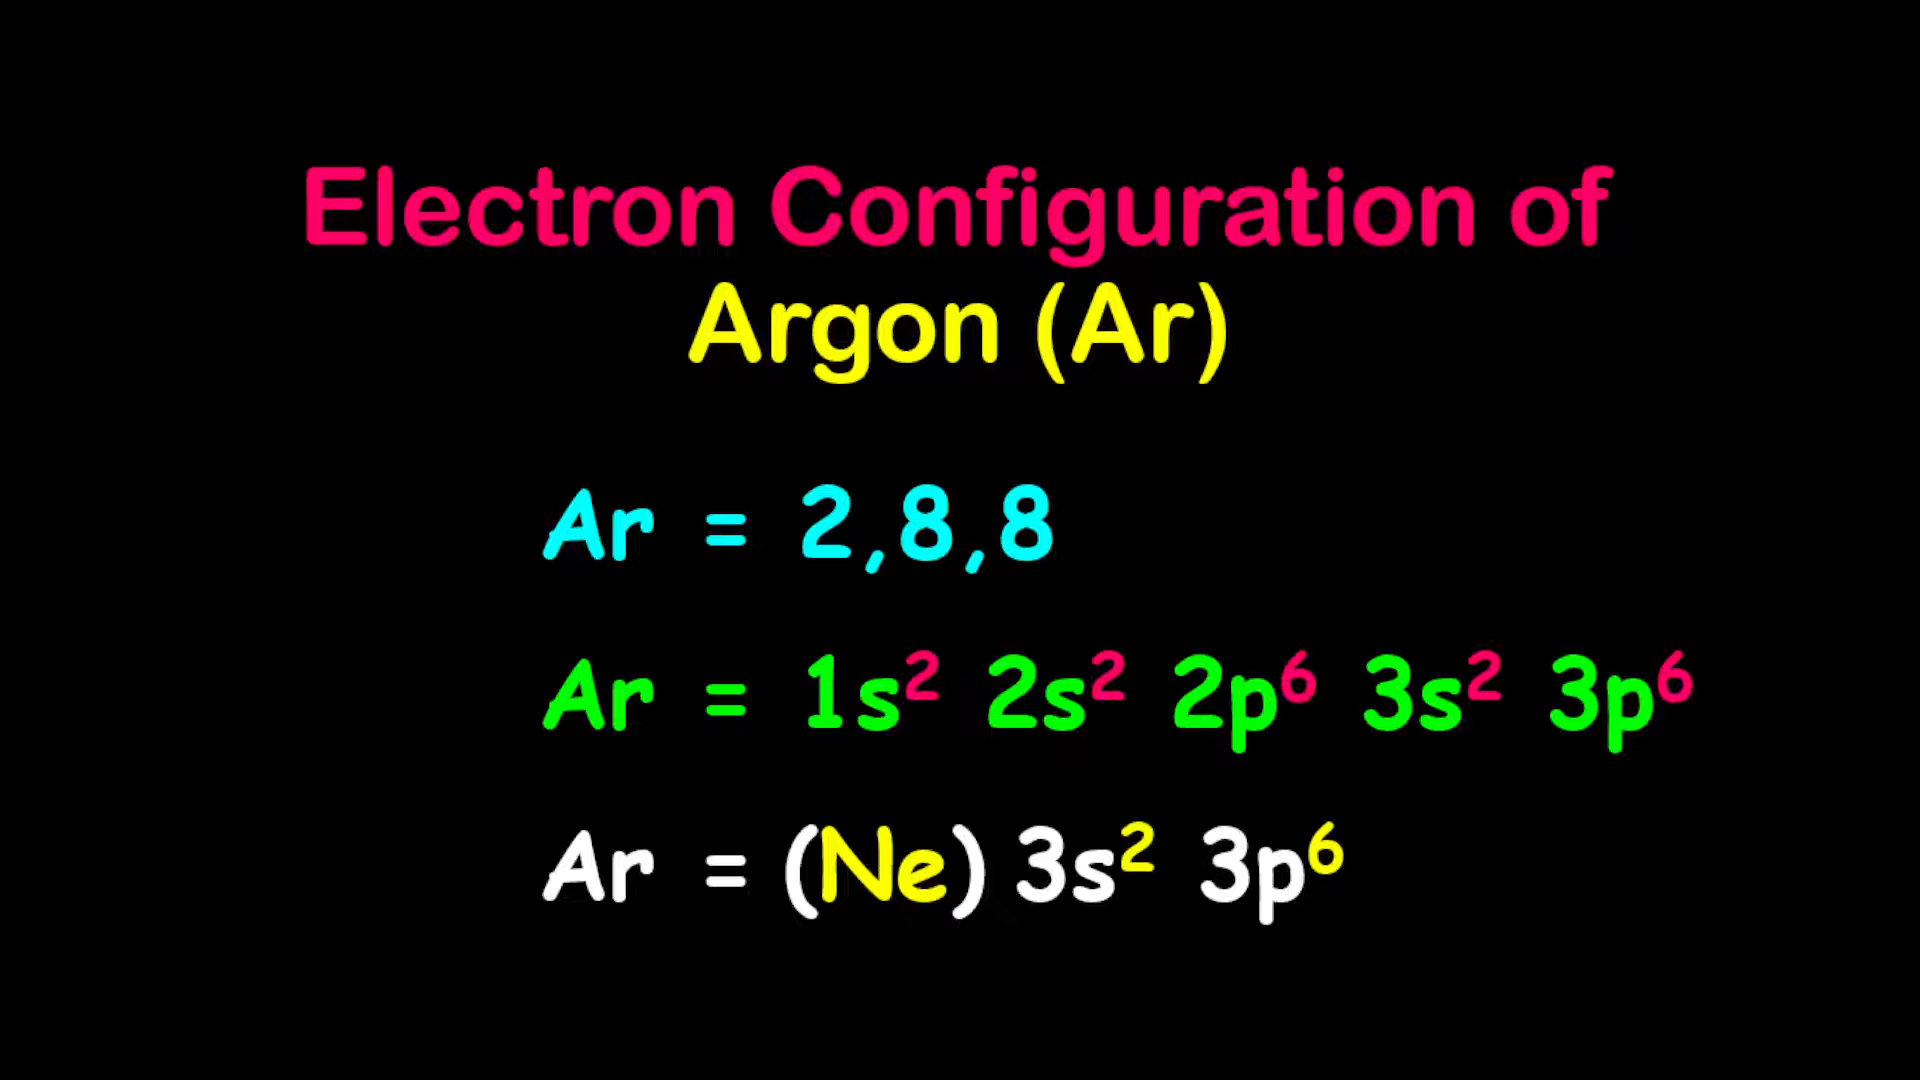 Electron Configuration of
Argon (Ar)
Ar = 2,8,8
Ar = 1s² 2s² 2p⁶ 3s² 3p⁶
Ar = (Ne) 3s² 3p⁶